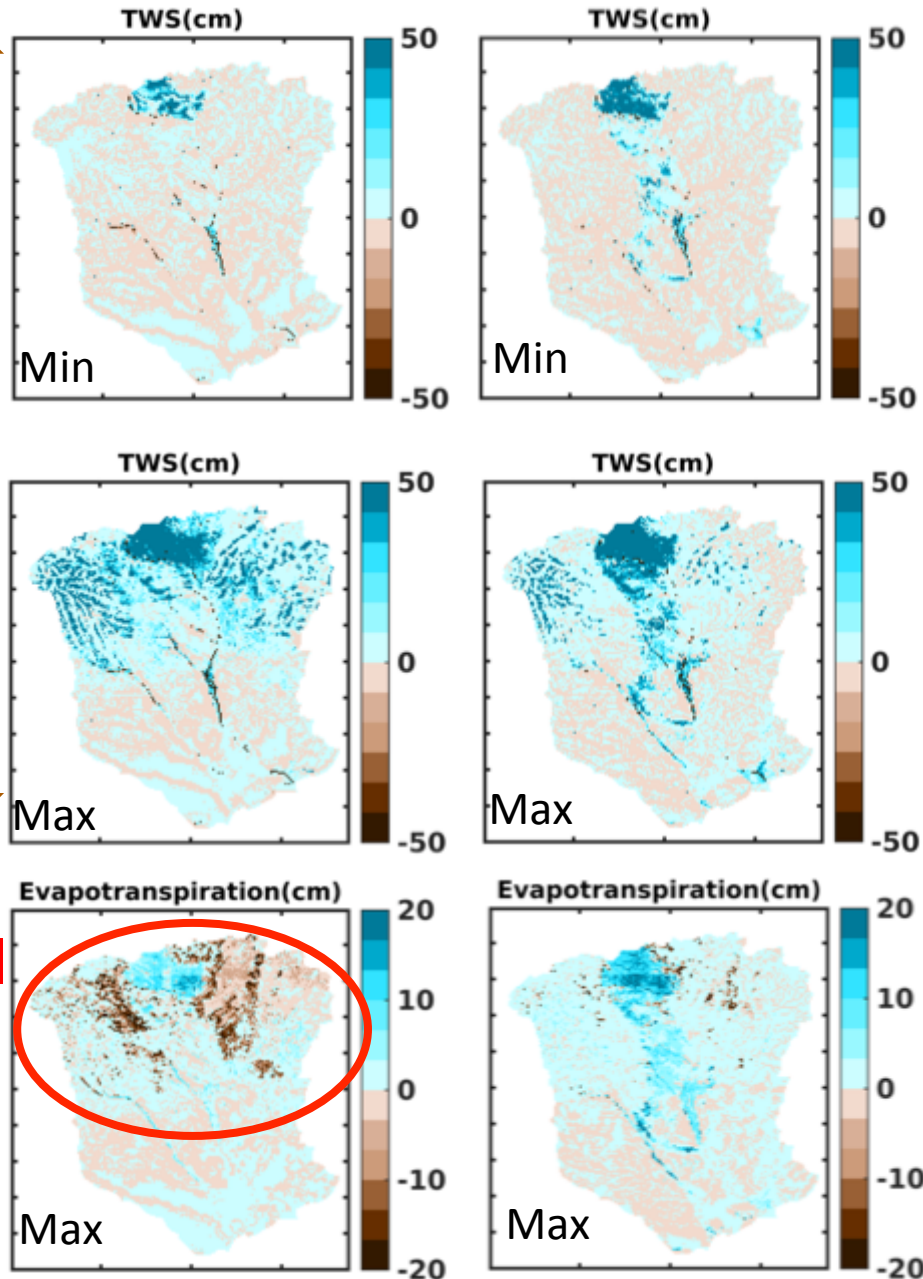 TWS(cm) TWS(cm)
50 50
0 0
Min Min
-50 -50
TWS(cm) TWS(cm)
50 50
0 0
Max Max
-50 -50
Evapotranspiration(cm) Evapotranspiration(cm)
20 20
10 10
0 0
-10 -10
Max Max
-20 -20